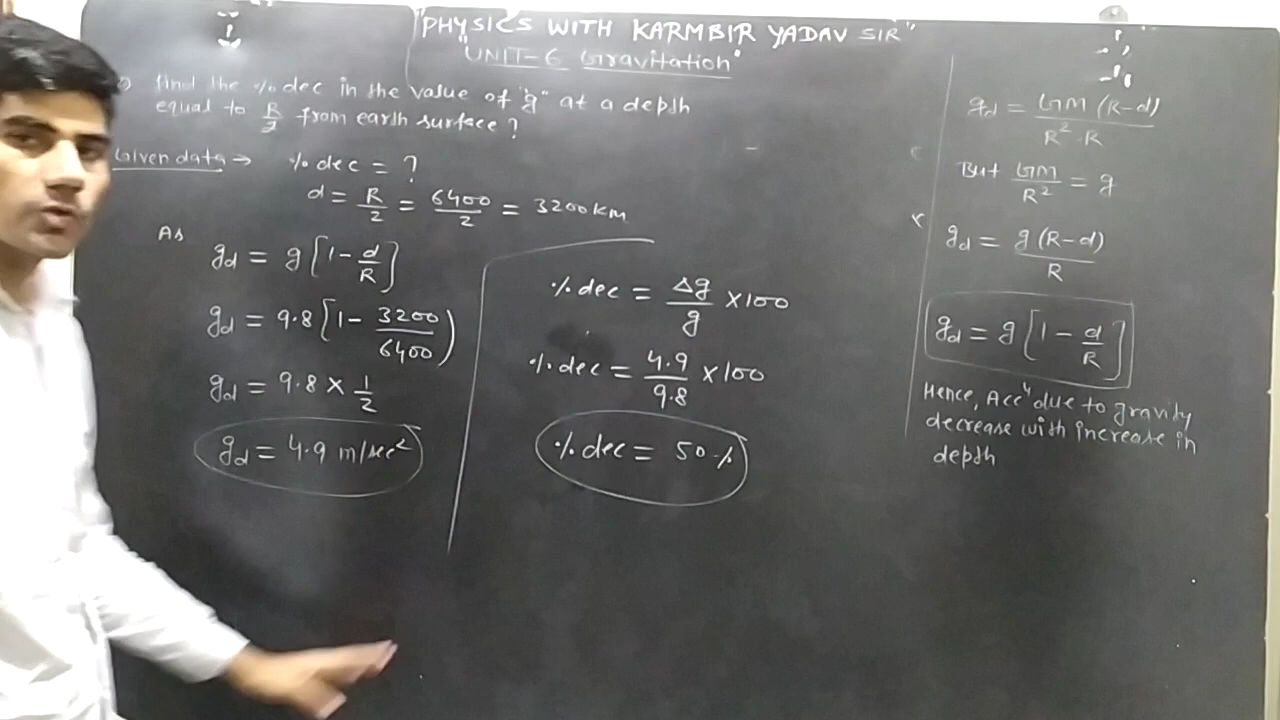 "PHYSICS WITH KARMBIR YADAV SIR"
"UNIT-6 Gravitation"
find the % dec in the value of "g" at a depth
equal to R/2 from earth surface ?
Given data → % dec = ?
d = R/2 = 6400/2 = 3200 km
As
gd = g [1 - d/R]
gd = 9.8 [1 - 3200/6400)
gd = 9.8 × 1/2
gd = 4.9 m/sec²
% dec = Δg/g × 100
% dec = 4.9/9.8 × 100
% dec = 50 %
gd = GM (R-d)/R² · R
But GM/R² = g
gd = g (R-d)/R
gd = g [1 - d/R]
Hence, Accⁿ due to gravity
decrease with increase in
depth